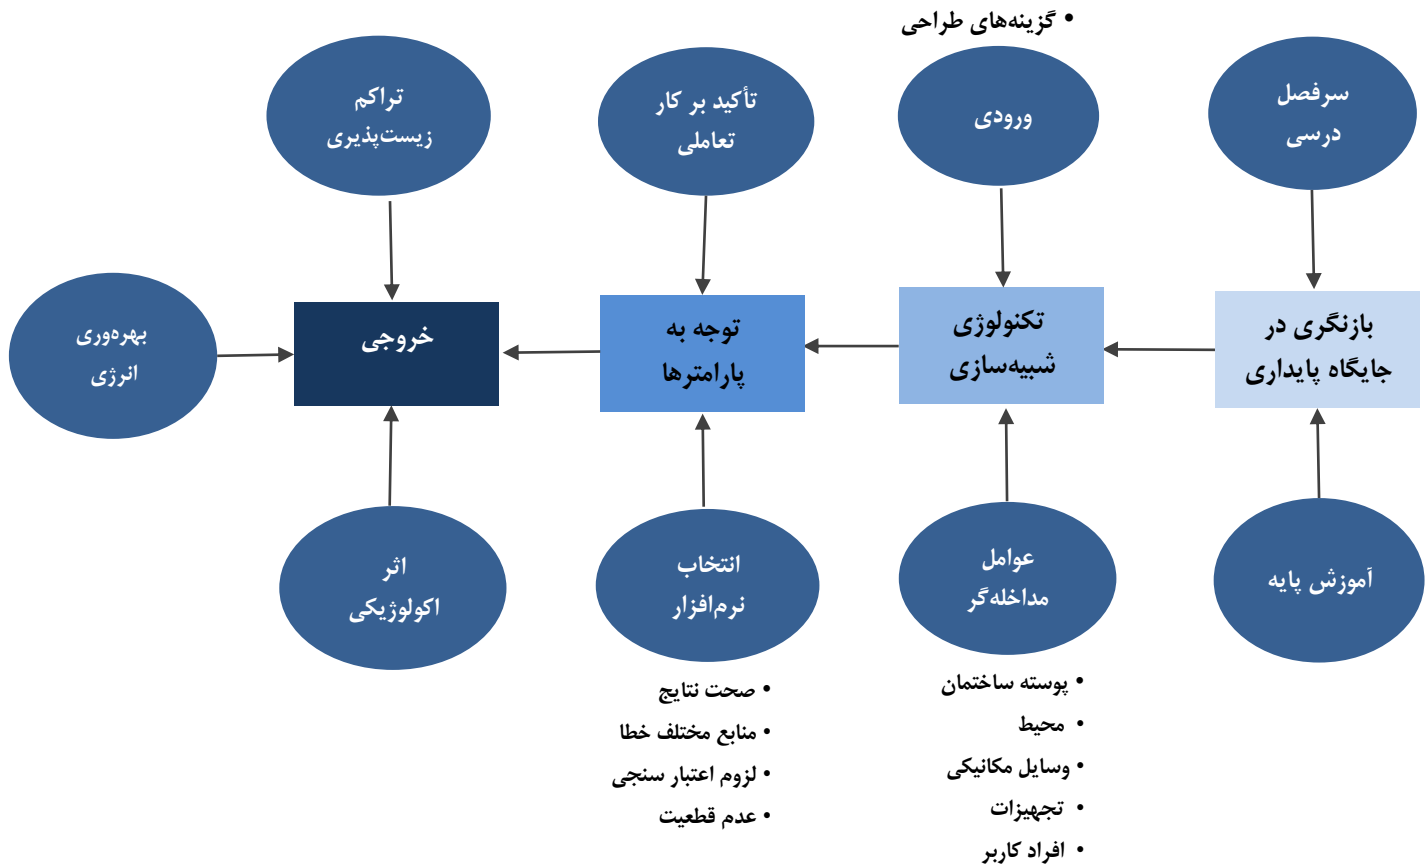 • گزینه‌های طراحی
سرفصل
درسی
ورودی
تأکید بر کار
تعاملی
تراکم
زیست‌پذیری
بازنگری در
جایگاه پایداری
تکنولوژی
شبیه‌سازی
توجه به
پارامترها
خروجی
بهره‌وری
انرژی
آموزش پایه
عوامل
مداخله‌گر
انتخاب
نرم‌افزار
اثر
اکولوژیکی
• پوسته ساختمان
• محیط
• وسایل مکانیکی
• تجهیزات
• افراد کاربر
• صحت نتایج
• منابع مختلف خطا
• لزوم اعتبار سنجی
• عدم قطعیت